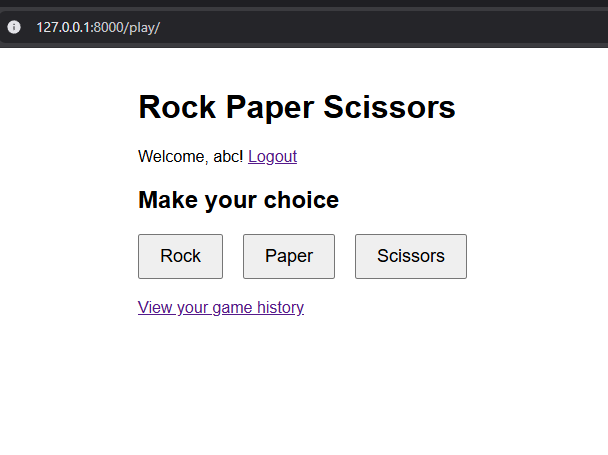 127.0.0.1:8000/play/
Rock Paper Scissors
Welcome, abc! Logout
Make your choice
Rock Paper Scissors
View your game history